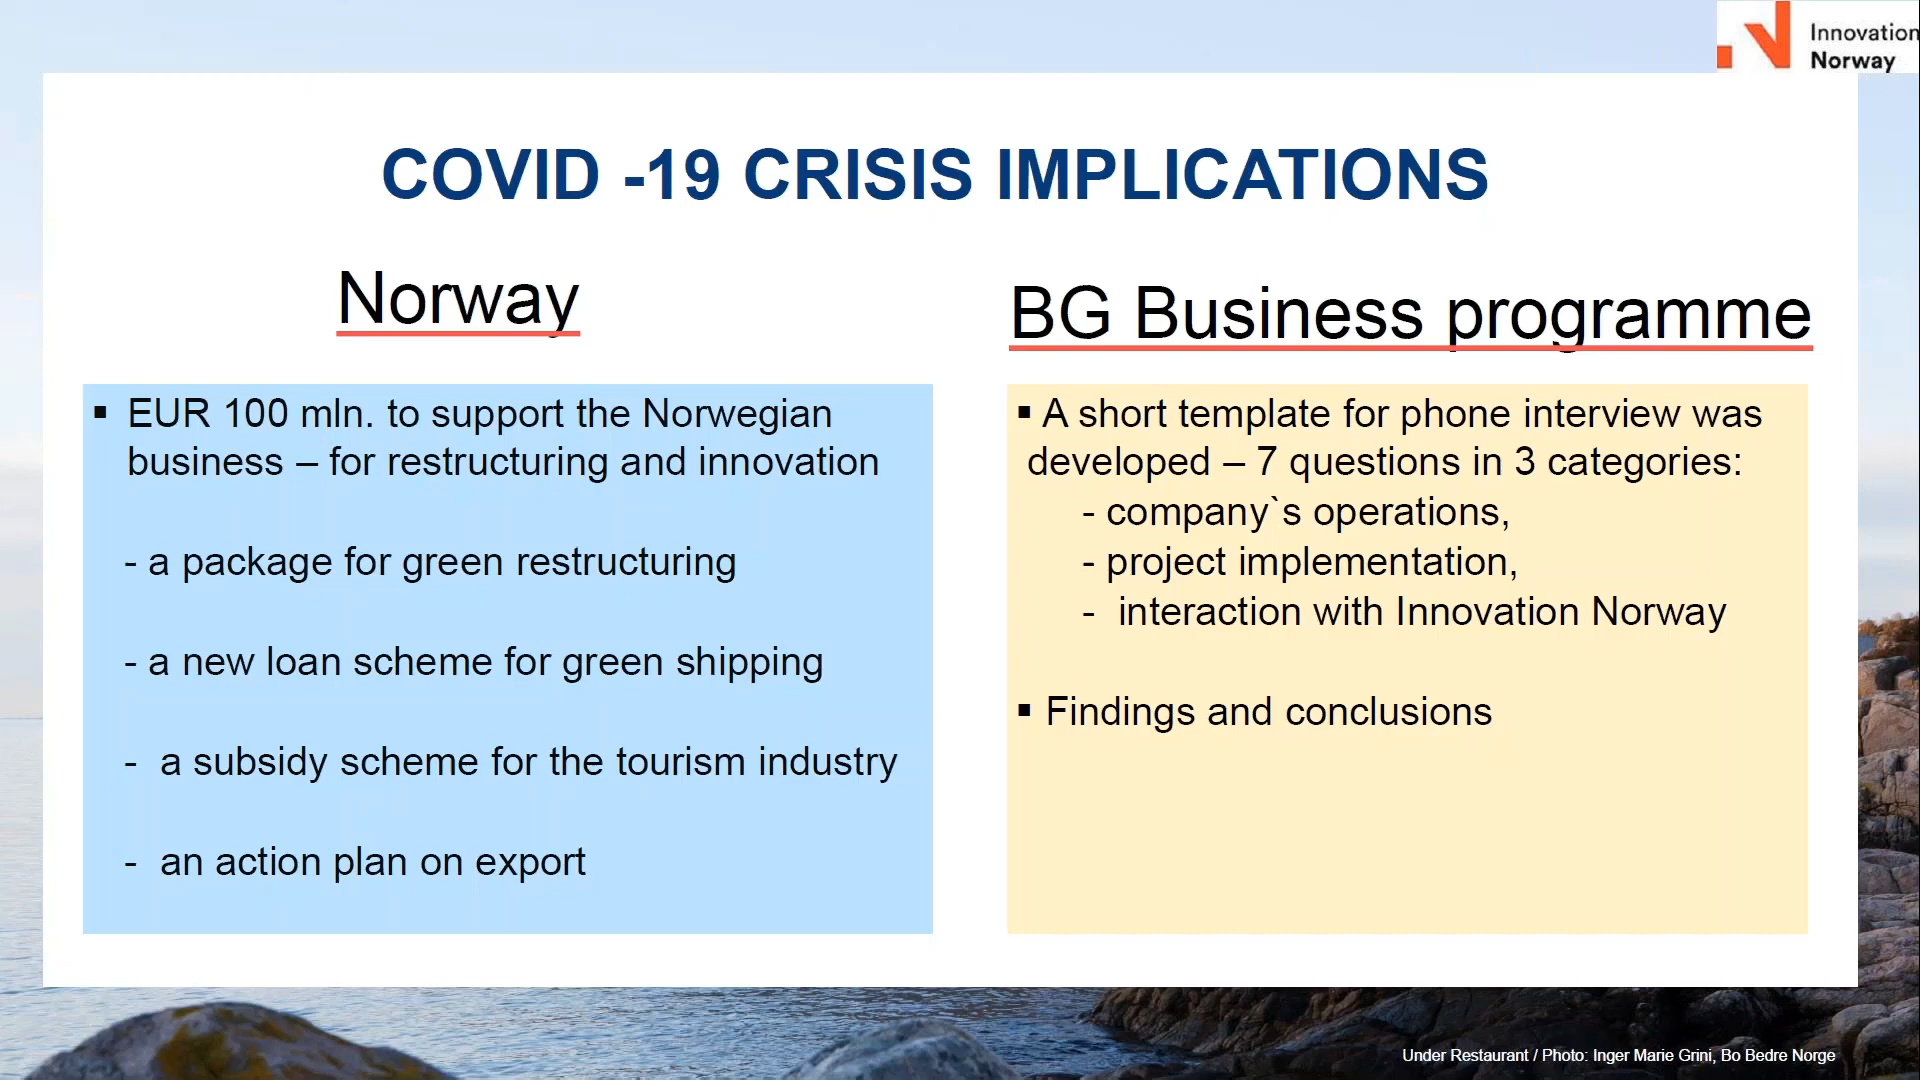 Innovation
Norway
COVID -19 CRISIS IMPLICATIONS
Norway
▪ EUR 100 mln. to support the Norwegian
business – for restructuring and innovation
- a package for green restructuring
- a new loan scheme for green shipping
- a subsidy scheme for the tourism industry
- an action plan on export
BG Business programme
▪ A short template for phone interview was
developed – 7 questions in 3 categories:
- company`s operations,
- project implementation,
- interaction with Innovation Norway
▪ Findings and conclusions
Under Restaurant / Photo: Inger Marie Grini, Bo Bedre Norge